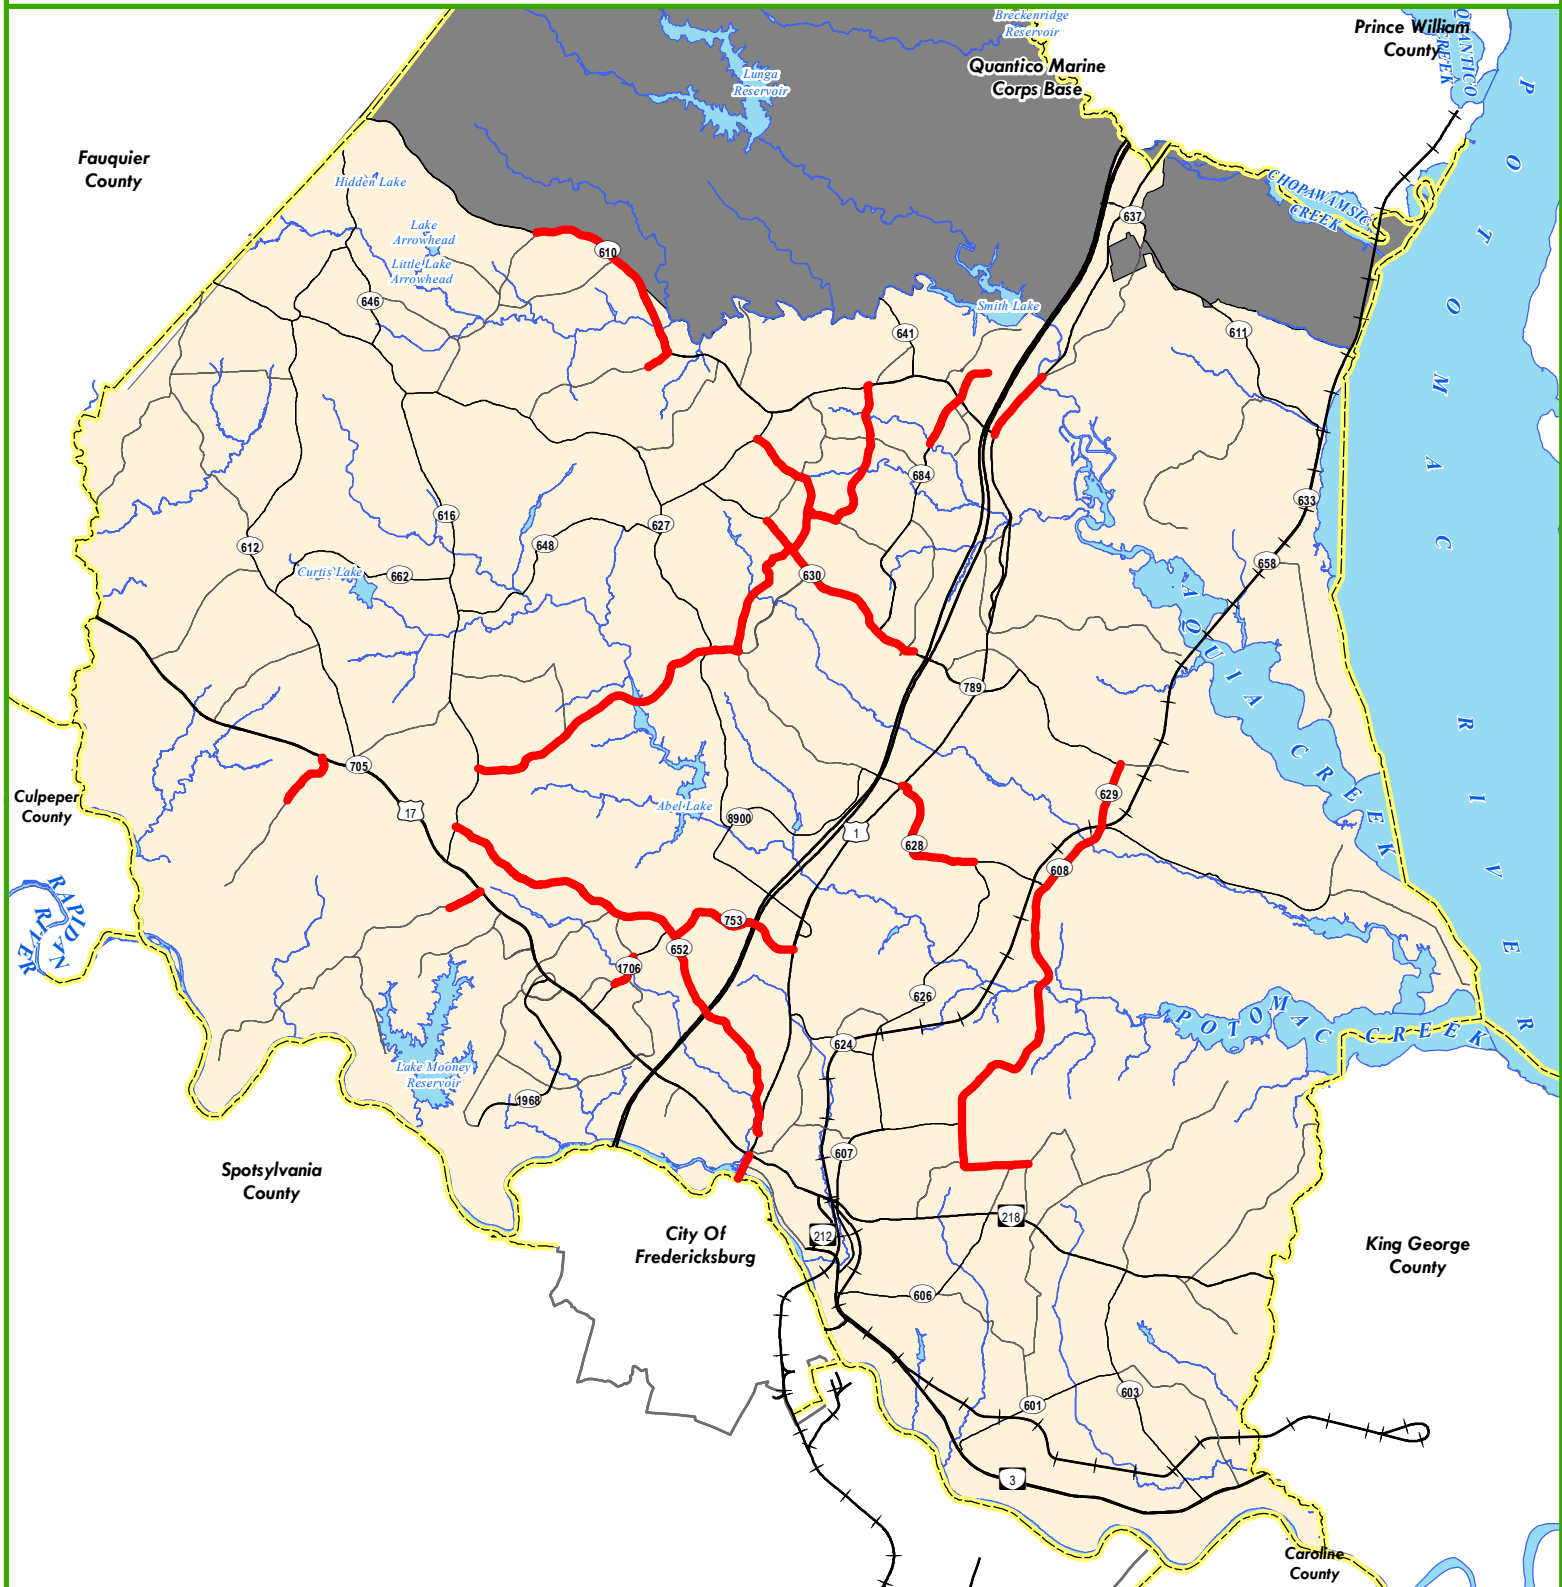 Breckenridge
Reservoir
Prince William
County
QUANTICO
CREEK
Quantico Marine
Corps Base
Lunga
Reservoir
Fauquier
County
Hidden Lake
CHOPAWAMSIC
CREEK
637
Lake
Arrowhead
Little Lake
Arrowhead
610
646
Smith Lake
641
611
POTOMAC RIVER
684
633
616
627
648
612
658
Curtis Lake
662
630
AQUIA CREEK
789
705
Culpeper
County
17
Abel Lake
8900
1
629
628
608
RAPIDAN
RIVER
753
652
1706
626
POTOMAC CREEK
624
Lake Mooney
Reservoir
1968
607
Spotsylvania
County
218
City Of
Fredericksburg
212
King George
County
606
603
601
3
Caroline
County